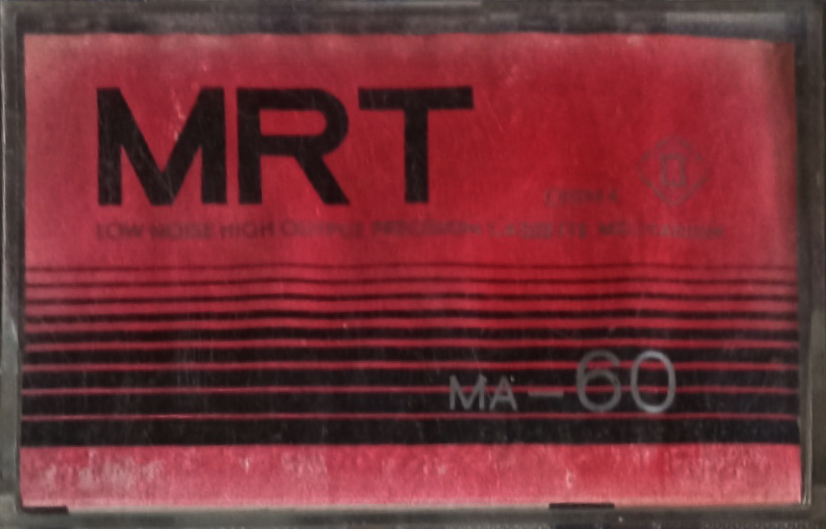 MRT
LOW NOISE HIGH OUTPUT PRECISION CASSETTE MECHANISM
MA-60